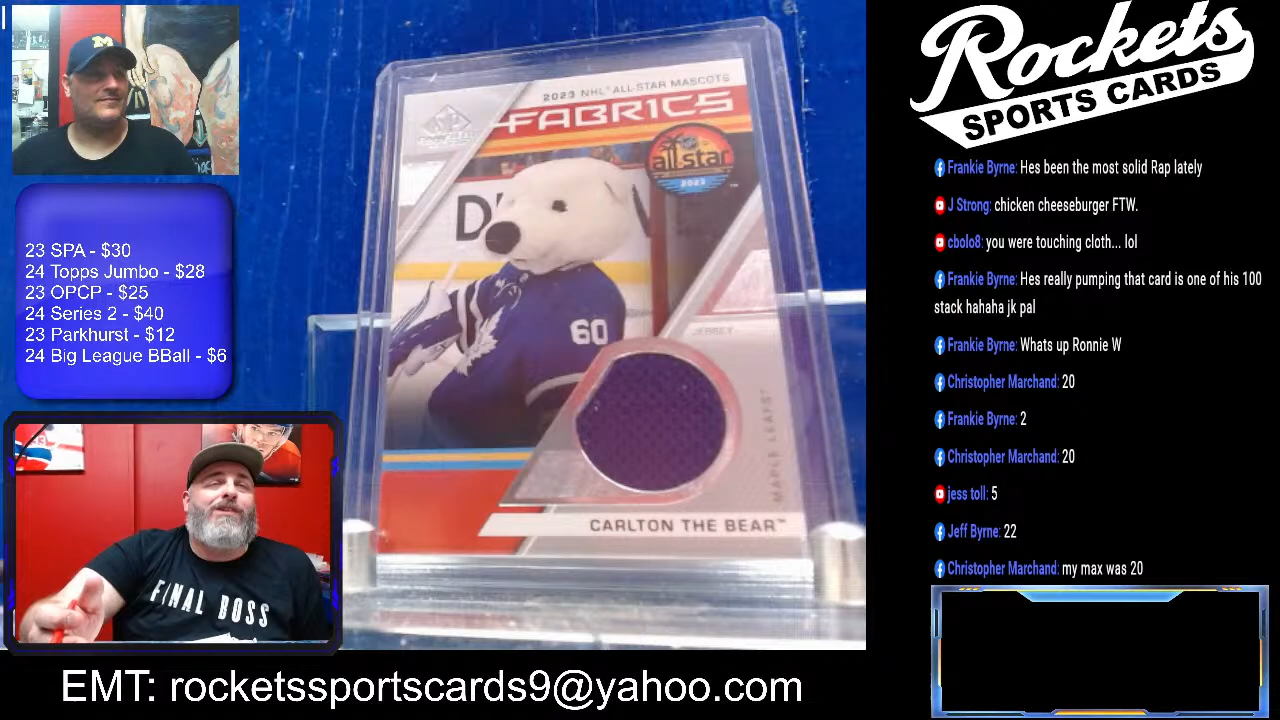 Rockets
SPORTS CARDS
2023 NHL® ALL-STAR MASCOTS
FABRICS
all star
2023
60
JERSEY
MAPLE LEAFS
CARLTON THE BEAR™
M
23 SPA - $30
24 Topps Jumbo - $28
23 OPCP - $25
24 Series 2 - $40
23 Parkhurst - $12
24 Big League BBall - $6
FINAL BOSS
Frankie Byrne: Hes been the most solid Rap lately
J Strong: chicken cheeseburger FTW.
cbolo8: you were touching cloth... lol
Frankie Byrne: Hes really pumping that card is one of his 100
stack hahaha jk pal
Frankie Byrne: Whats up Ronnie W
Christopher Marchand: 20
Frankie Byrne: 2
Christopher Marchand: 20
jess toll: 5
Jeff Byrne: 22
Christopher Marchand: my max was 20
EMT: rocketssportscards9@yahoo.com